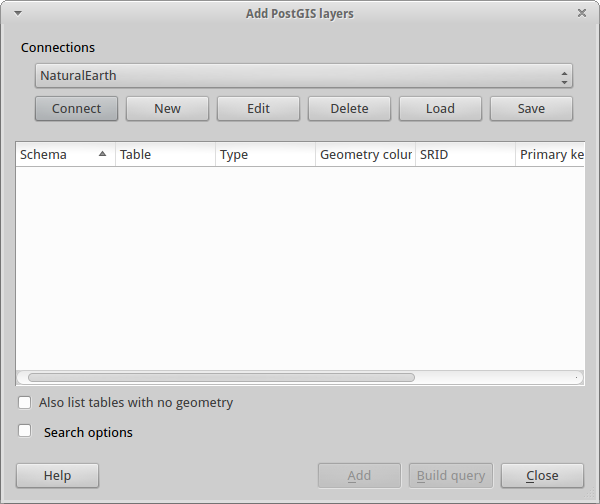 Add PostGIS layers
Connections
NaturalEarth
Connect New Edit Delete Load Save
Schema Table Type Geometry colur SRID Primary ke
Also list tables with no geometry
Search options
Help Add Build query Close